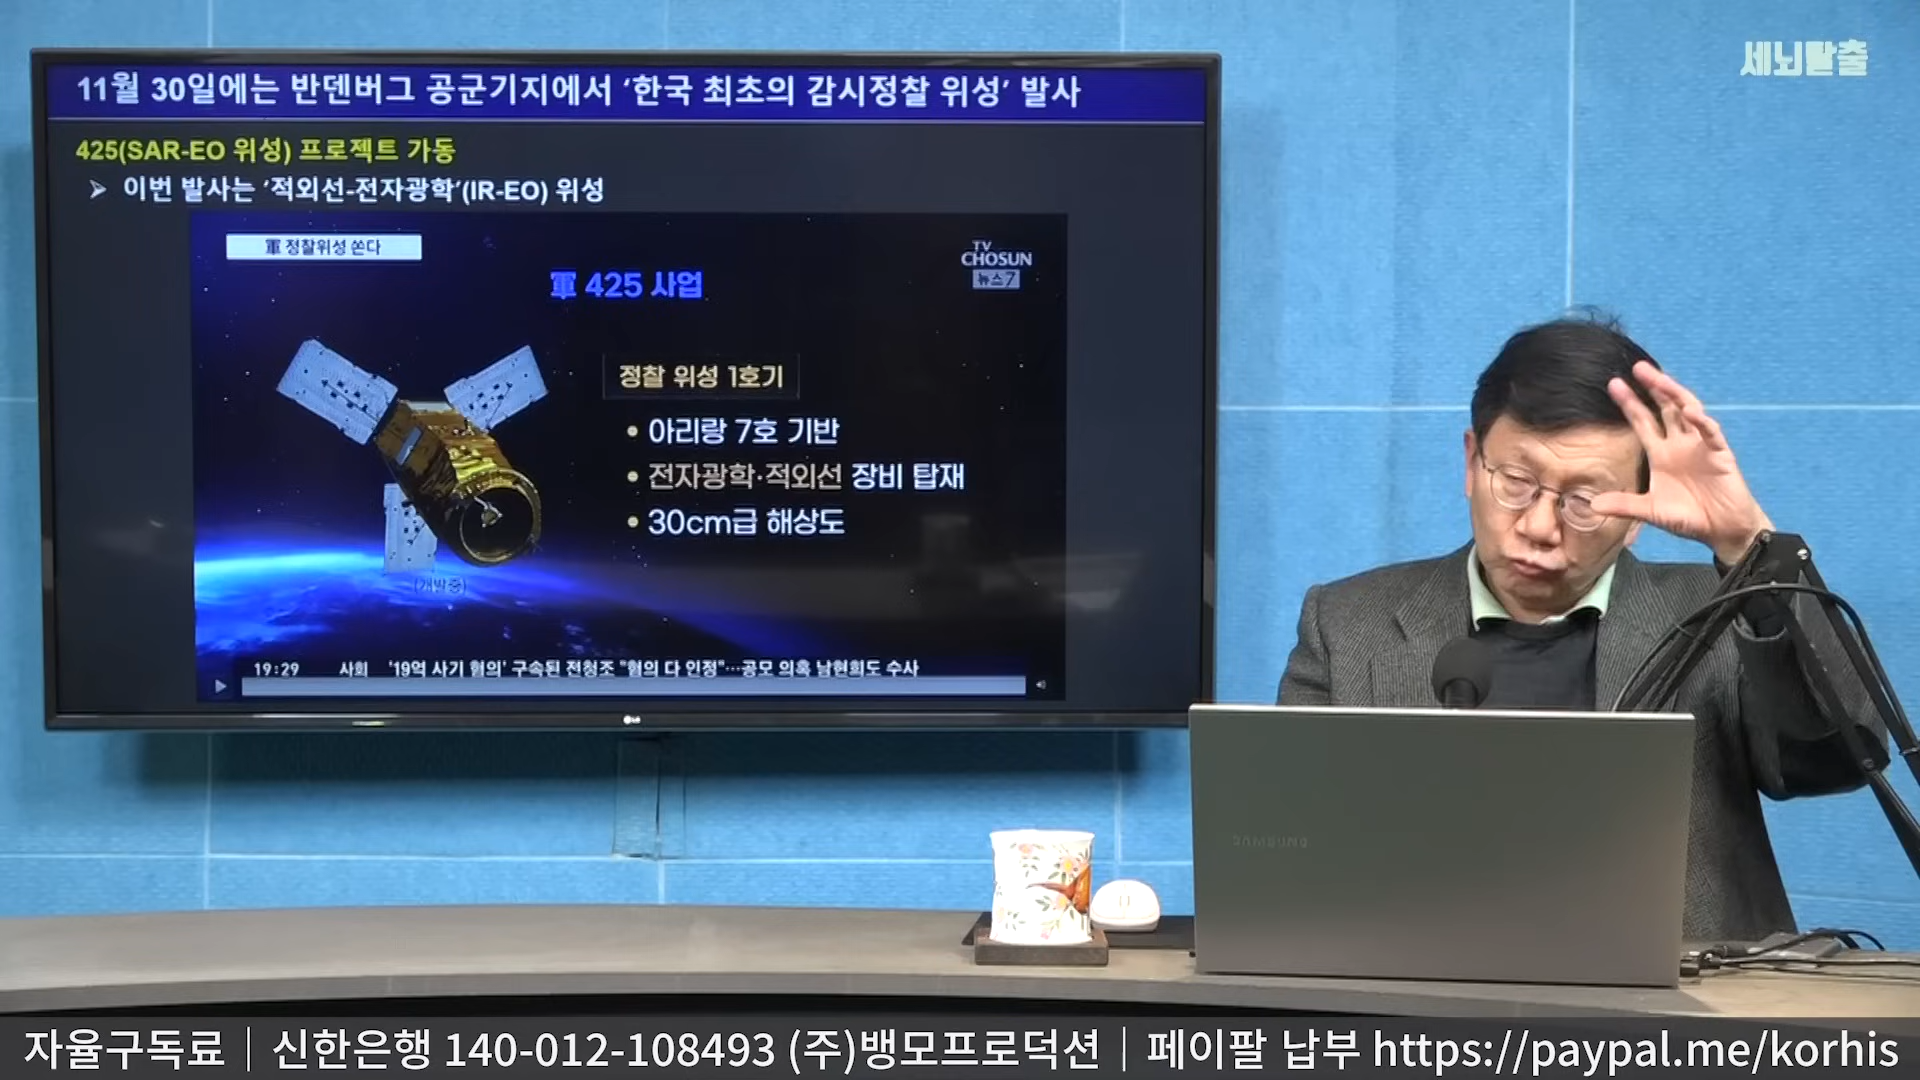 세뇌탈출
11월 30일에는 반덴버그 공군기지에서 ‘한국 최초의 감시정찰 위성’ 발사
425(SAR-EO 위성) 프로젝트 가동
➢ 이번 발사는 ‘적외선-전자광학’(IR-EO) 위성
軍 정찰위성 쏜다
TV
CHOSUN
뉴스7
軍 425 사업
정찰 위성 1호기
• 아리랑 7호 기반
• 전자광학·적외선 장비 탑재
• 30cm급 해상도
(개발중)
19:29 사회 '19억 사기 혐의' 구속된 전청조 "혐의 다 인정"…공모 의혹 남현희도 수사
LG
SAMSUNG
자율구독료｜신한은행 140-012-108493 (주)뱅모프로덕션｜페이팔 납부 https://paypal.me/korhis